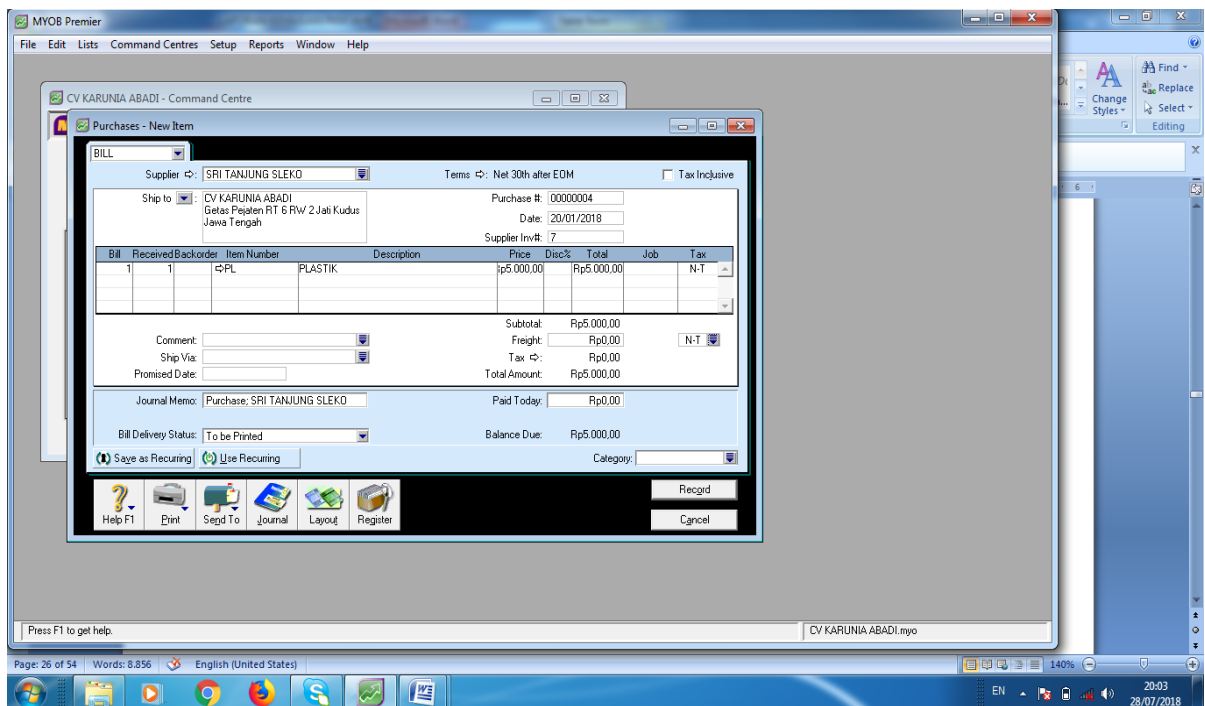 MYOB Premier
File Edit Lists Command Centres Setup Reports Window Help
CV KARUNIA ABADI - Command Centre
Purchases - New Item
BILL
Supplier : SRI TANJUNG SLEKO
Terms : Net 30th after EOM
Tax Inclusive
Ship to : CV KARUNIA ABADI
Getas Pejaten RT 6 RW 2 Jati Kudus
Jawa Tengah
Purchase #: 00000004
Date: 20/01/2018
Supplier Inv#: 7
Bill Received Backorder Item Number Description Price Disc% Total Job Tax
1 1 PL PLASTIK p5.000,00 Rp5.000,00 N-T
Subtotal: Rp5.000,00
Comment: Freight: Rp0,00 N-T
Ship Via: Tax : Rp0,00
Promised Date: Total Amount: Rp5.000,00
Journal Memo: Purchase; SRI TANJUNG SLEKO Paid Today: Rp0,00
Bill Delivery Status: To be Printed Balance Due: Rp5.000,00
Save as Recurring Use Recurring Category:
Help F1 Print Send To Journal Layout Register
Record
Cancel
Press F1 to get help. CV KARUNIA ABADI.myo
Find
Replace
Select
Change
Styles
Editing
6
Page: 26 of 54 Words: 8.856 English (United States) 140%
EN 20:03
28/07/2018